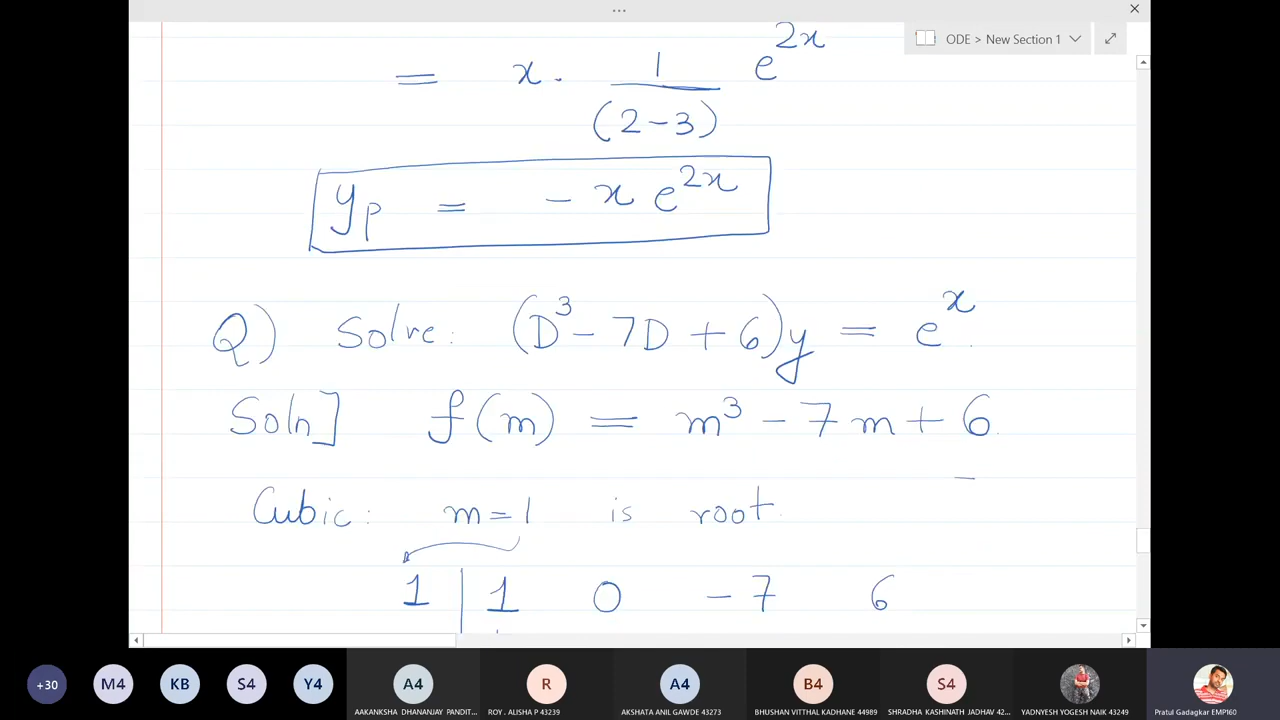 ODE > New Section 1
= x . 1/(2-3) e^2x
y_p = - x e^2x
Q) Solve: (D^3 - 7D + 6)y = e^x.
Soln] f(m) = m^3 - 7m + 6
Cubic: m=1 is root.
1 | 1 0 -7 6
+30 M4 KB S4 Y4 A4 R A4 B4 S4
AAKANKSHA DHANANJAY PANDIT... ROY . ALISHA P 43239 AKSHATA ANIL GAWDE 43273 BHUSHAN VITTHAL KADHANE 44989 SHRADHA KASHINATH JADHAV 42... YADNYESH YOGESH NAIK 43249 Pratul Gadagkar EMP160